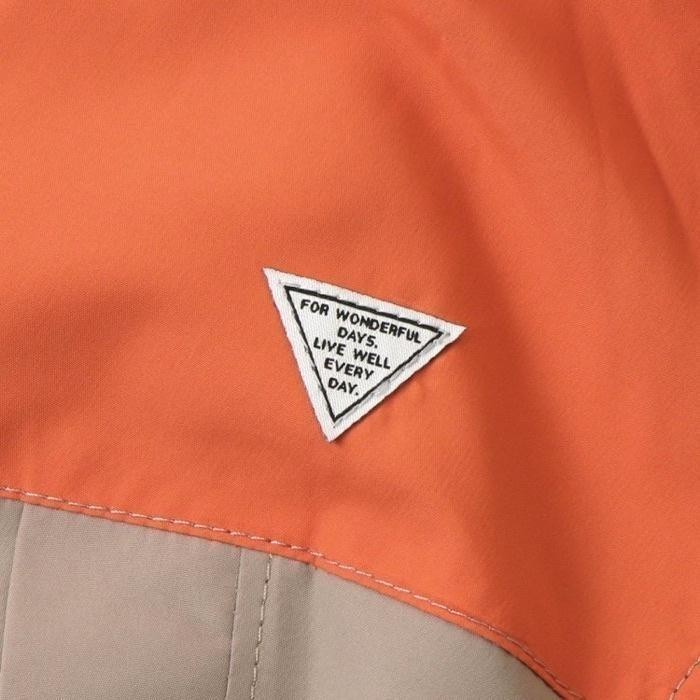 FOR WONDERFUL
DAYS.
LIVE WELL
EVERY
DAY.